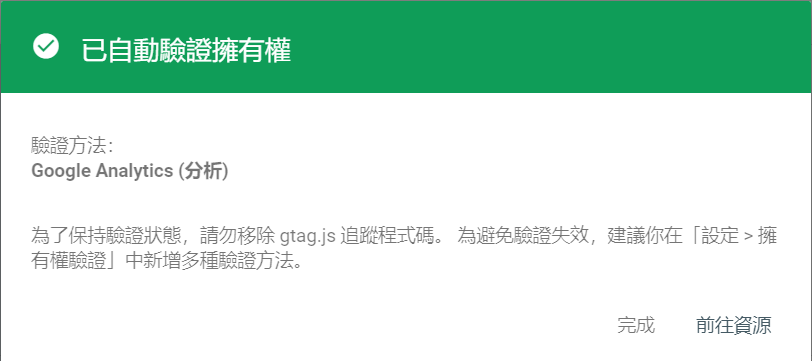 已自動驗證擁有權
驗證方法:
Google Analytics (分析)
為了保持驗證狀態，請勿移除 gtag.js 追蹤程式碼。 為避免驗證失效，建議你在「設定 > 擁
有權驗證」中新增多種驗證方法。
完成 前往資源